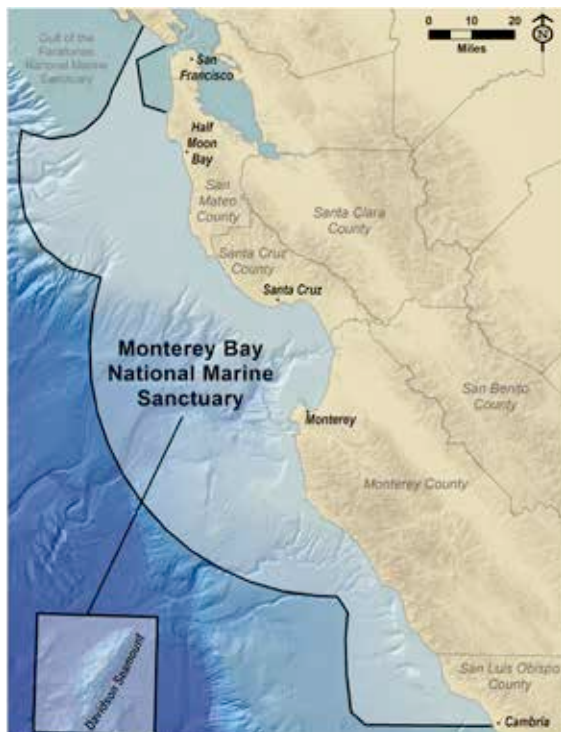 Gulf of the
Farallones
National Marine
Sanctuary
0 10 20
Miles
N
San
Francisco
Half
Moon
Bay
San
Mateo
County
Santa Clara
County
Santa Cruz
County
Santa Cruz
Monterey Bay
National Marine
Sanctuary
San Benito
County
Monterey
Monterey County
Davidson Seamount
San Luis Obispo
County
Cambria